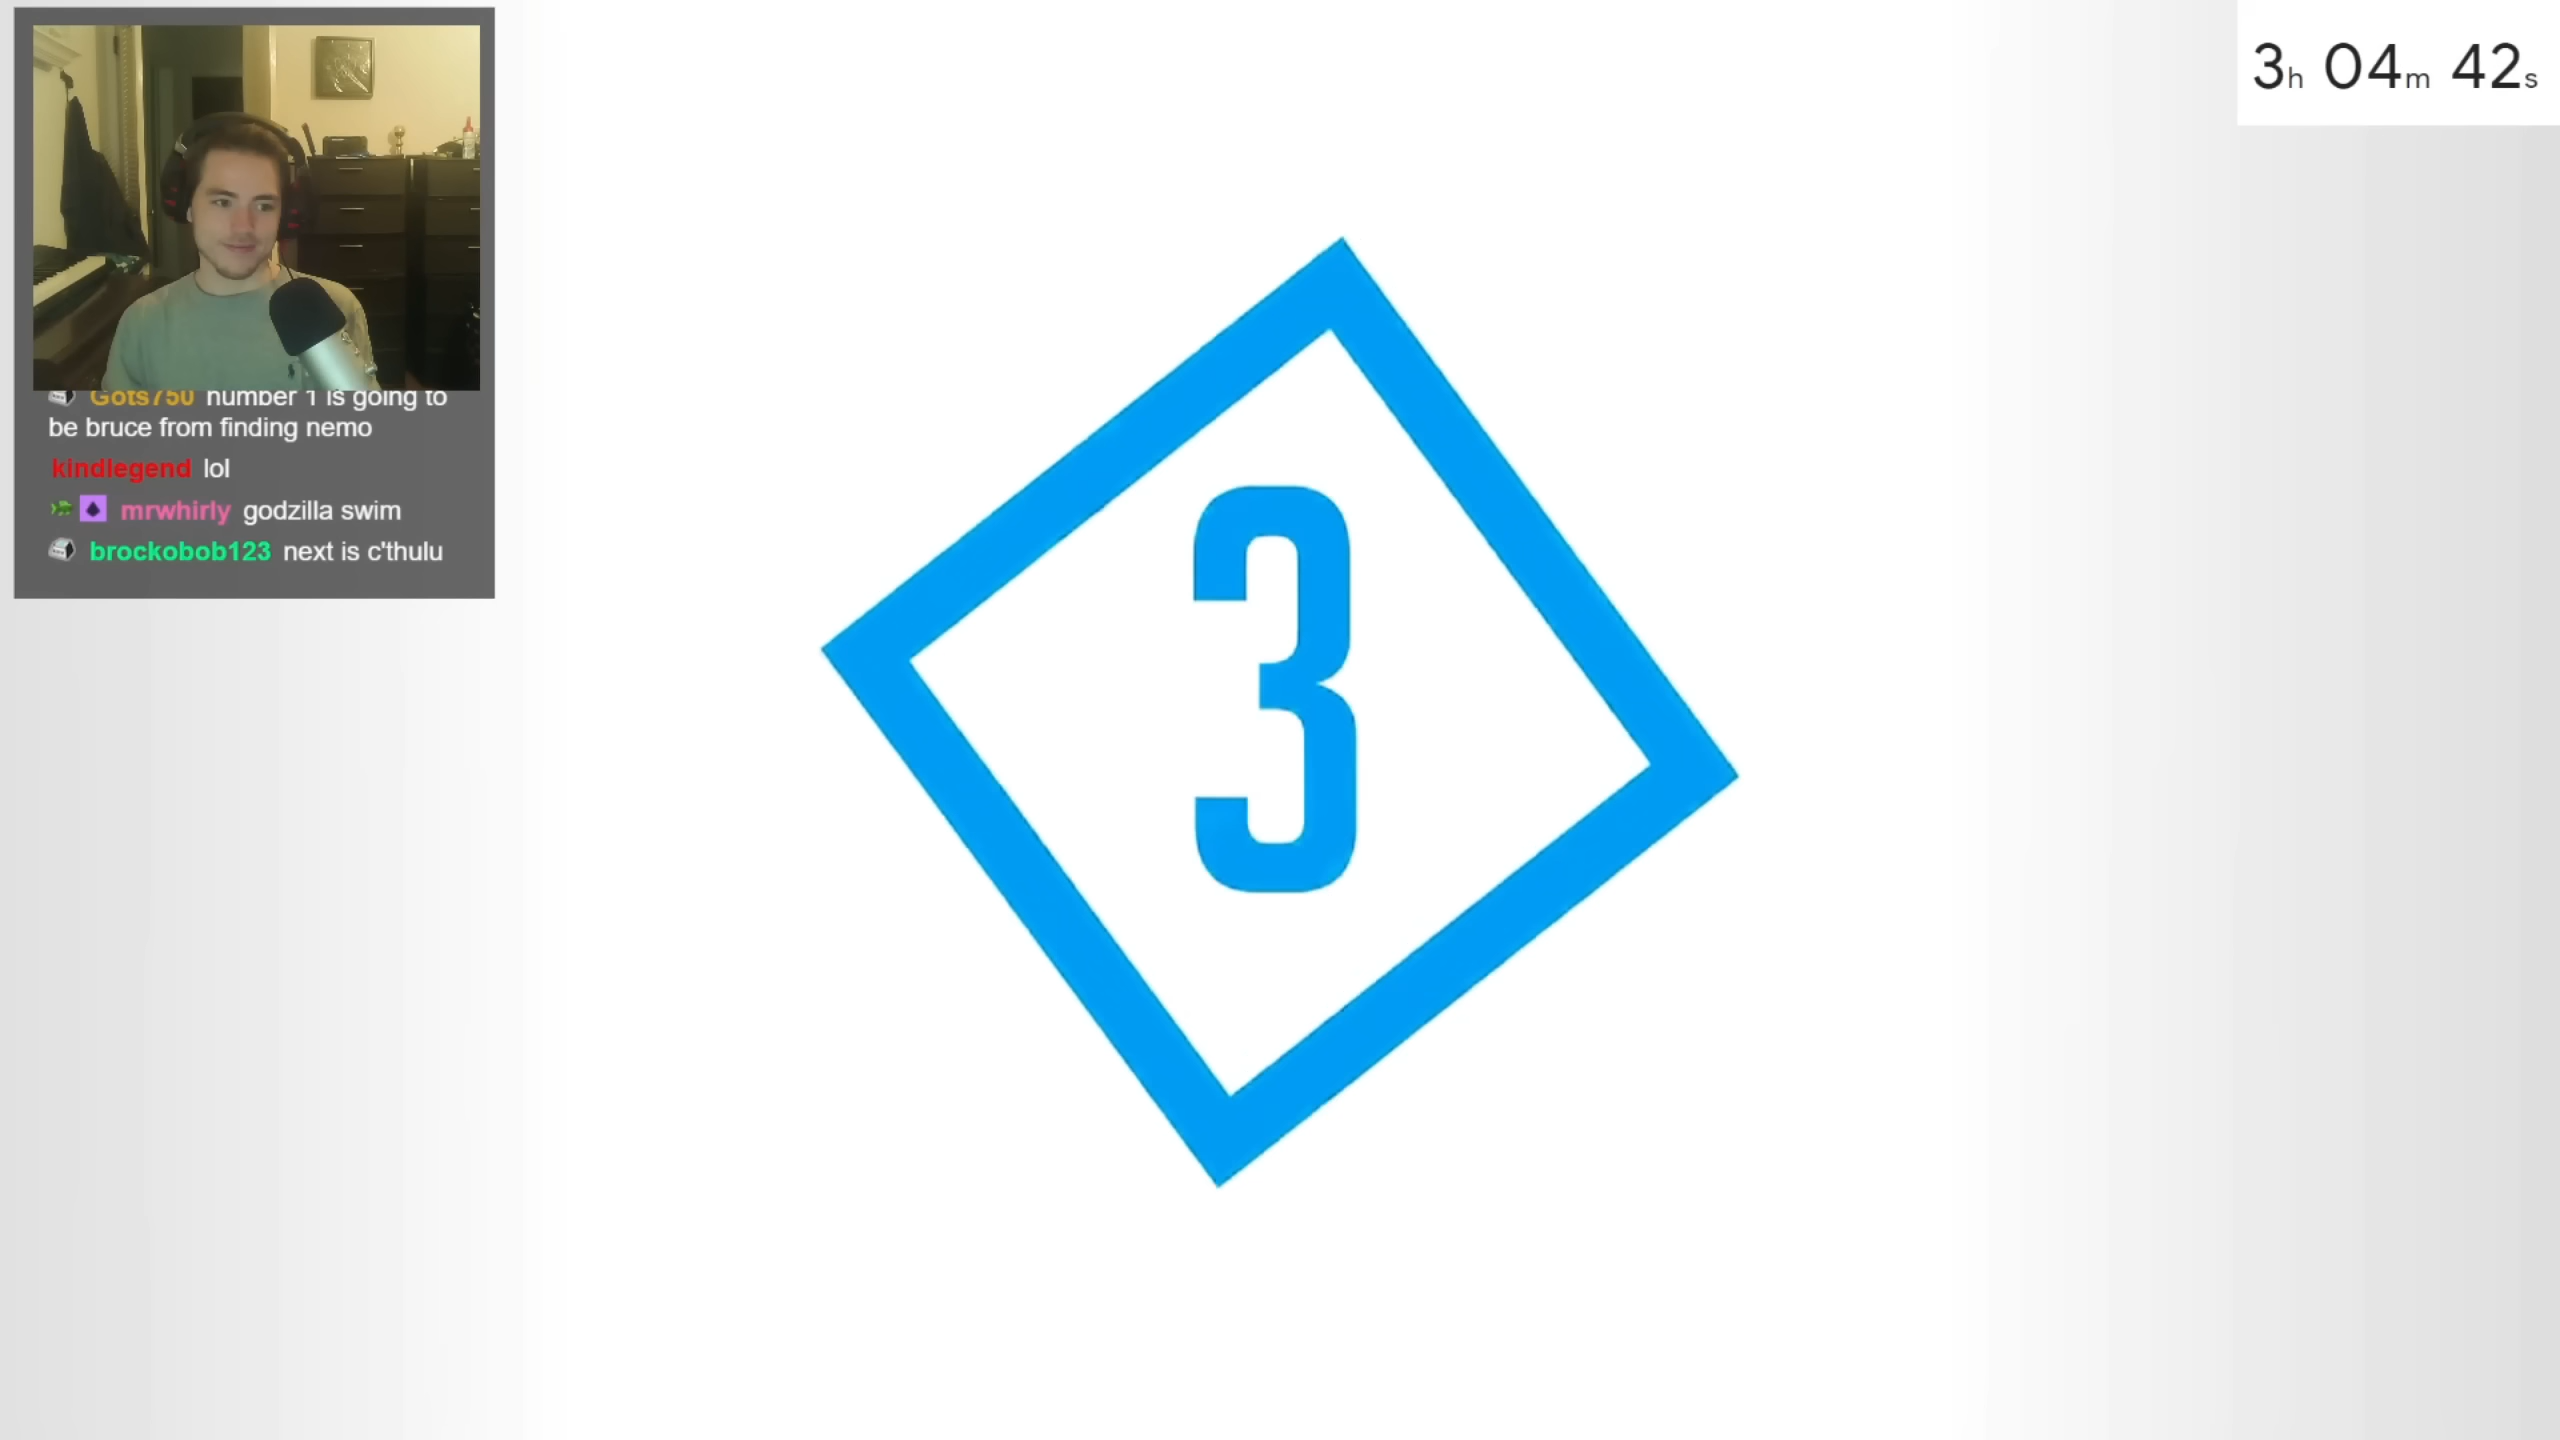 3h 04m 42s
Gots750 number 1 is going to
be bruce from finding nemo
kindlegend lol
mrwhirly godzilla swim
brockobob123 next is c'thulu
3